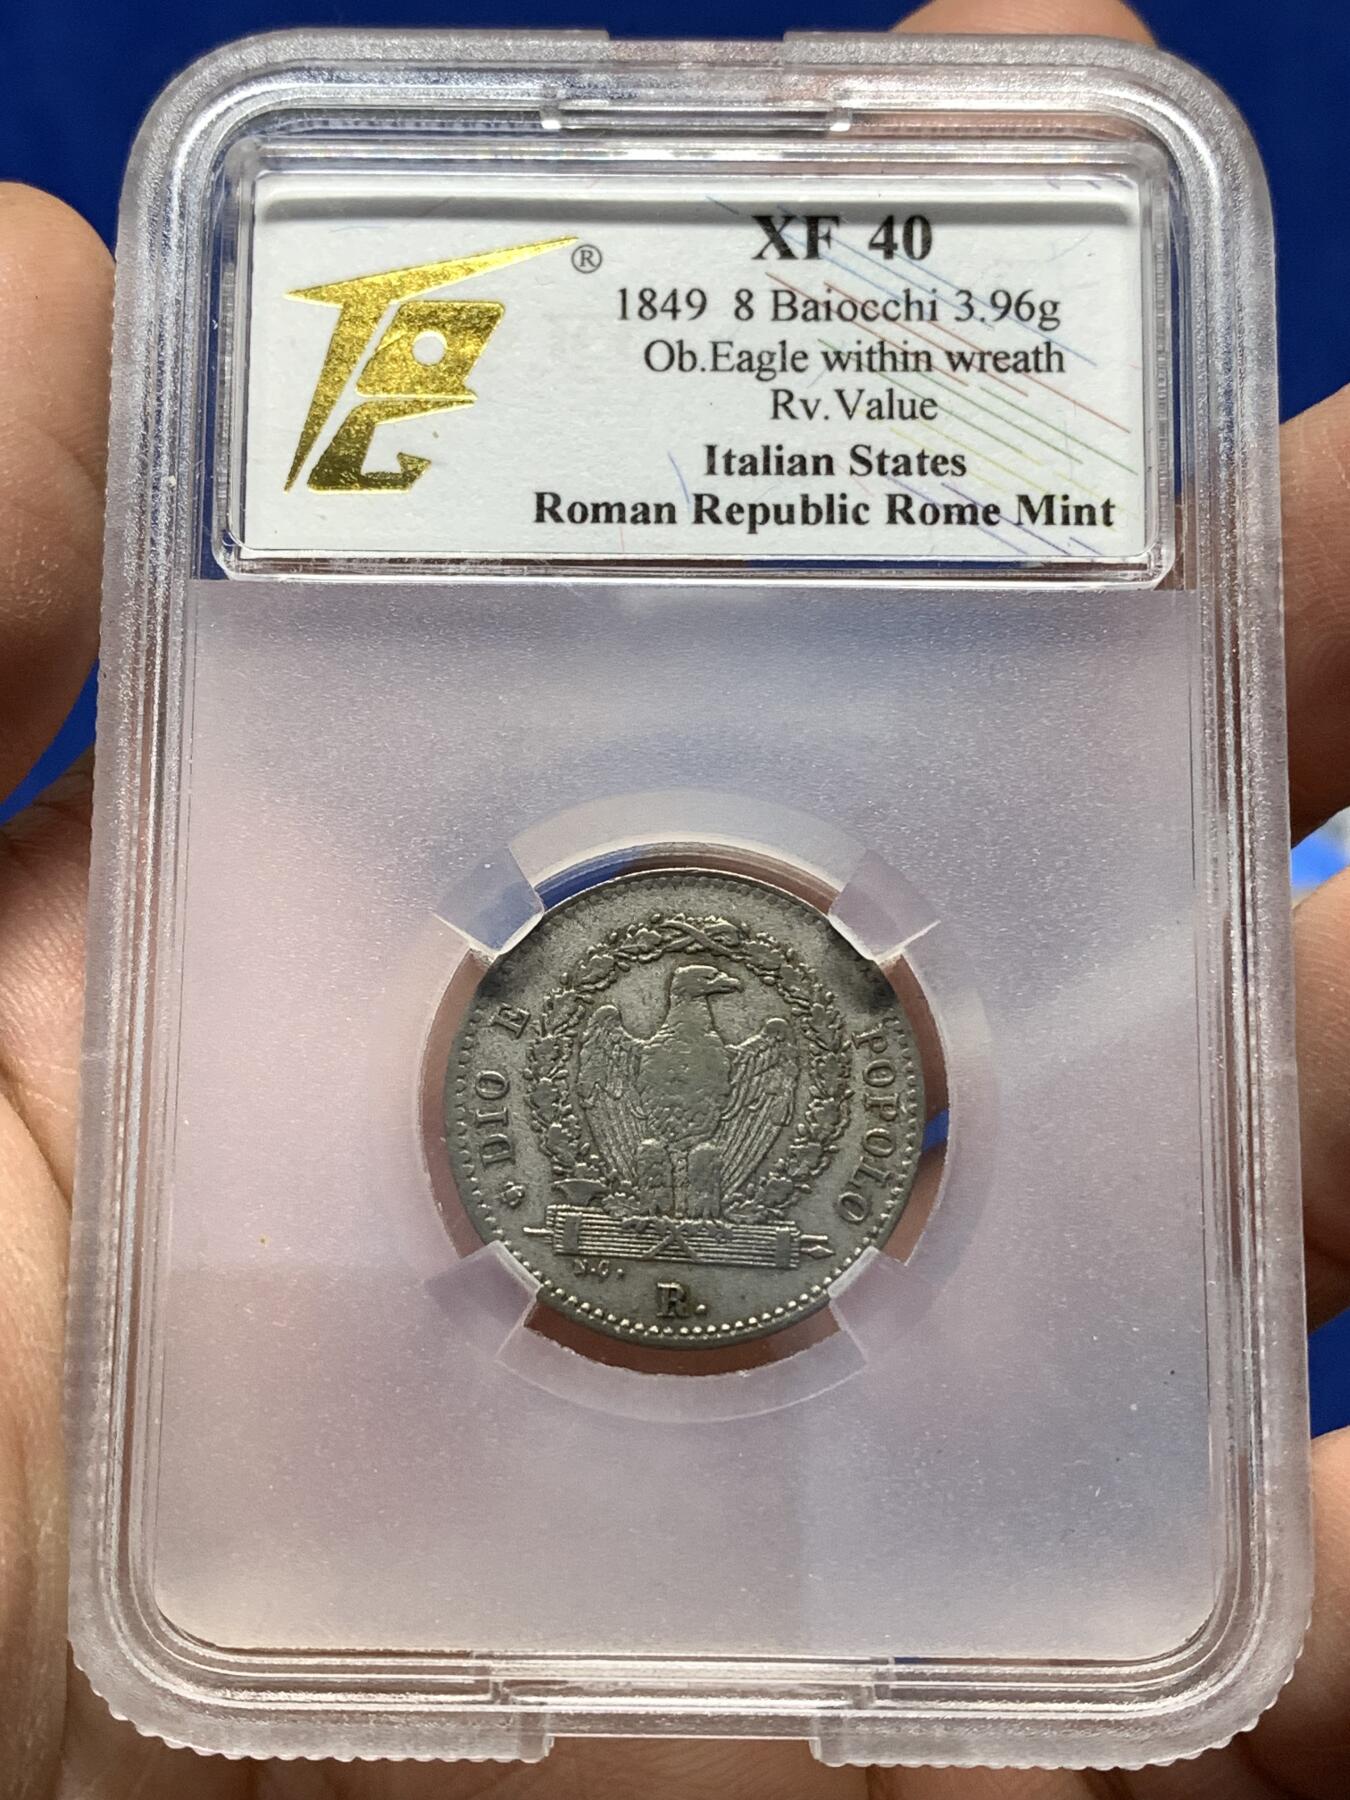 ®
XF 40
1849 8 Baiocchi 3.96g
Ob.Eagle within wreath
Rv.Value
Italian States
Roman Republic Rome Mint
DIO E POPOLO
N.C.
R.